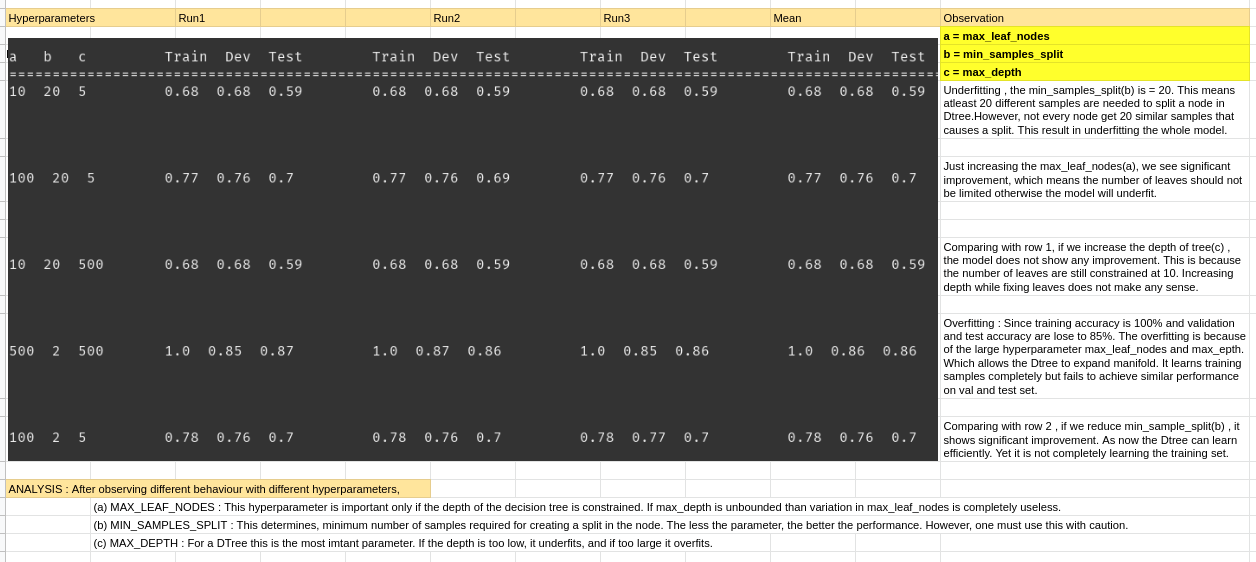 Hyperparameters Run1 Run2 Run3 Mean Observation
a = max_leaf_nodes
b = min_samples_split
c = max_depth
a b c Train Dev Test Train Dev Test Train Dev Test Train Dev Test
10 20 5 0.68 0.68 0.59 0.68 0.68 0.59 0.68 0.68 0.59 0.68 0.68 0.59
Underfitting , the min_samples_split(b) is = 20. This means
atleast 20 different samples are needed to split a node in
Dtree.However, not every node get 20 similar samples that
causes a split. This result in underfitting the whole model.
100 20 5 0.77 0.76 0.7 0.77 0.76 0.69 0.77 0.76 0.7 0.77 0.76 0.7
Just increasing the max_leaf_nodes(a), we see significant
improvement, which means the number of leaves should not
be limited otherwise the model will underfit.
10 20 500 0.68 0.68 0.59 0.68 0.68 0.59 0.68 0.68 0.59 0.68 0.68 0.59
Comparing with row 1, if we increase the depth of tree(c) ,
the model does not show any improvement. This is because
the number of leaves are still constrained at 10. Increasing
depth while fixing leaves does not make any sense.
500 2 500 1.0 0.85 0.87 1.0 0.87 0.86 1.0 0.85 0.86 1.0 0.86 0.86
Overfitting : Since training accuracy is 100% and validation
and test accuracy are lose to 85%. The overfitting is because
of the large hyperparameter max_leaf_nodes and max_epth.
Which allows the Dtree to expand manifold. It learns training
samples completely but fails to achieve similar performance
on val and test set.
100 2 5 0.78 0.76 0.7 0.78 0.76 0.7 0.78 0.77 0.7 0.78 0.76 0.7
Comparing with row 2 , if we reduce min_sample_split(b) , it
shows significant improvement. As now the Dtree can learn
efficiently. Yet it is not completely learning the training set.
ANALYSIS : After observing different behaviour with different hyperparameters,
(a) MAX_LEAF_NODES : This hyperparameter is important only if the depth of the decision tree is constrained. If max_depth is unbounded than variation in max_leaf_nodes is completely useless.
(b) MIN_SAMPLES_SPLIT : This determines, minimum number of samples required for creating a split in the node. The less the parameter, the better the performance. However, one must use this with caution.
(c) MAX_DEPTH : For a DTree this is the most imtant parameter. If the depth is too low, it underfits, and if too large it overfits.